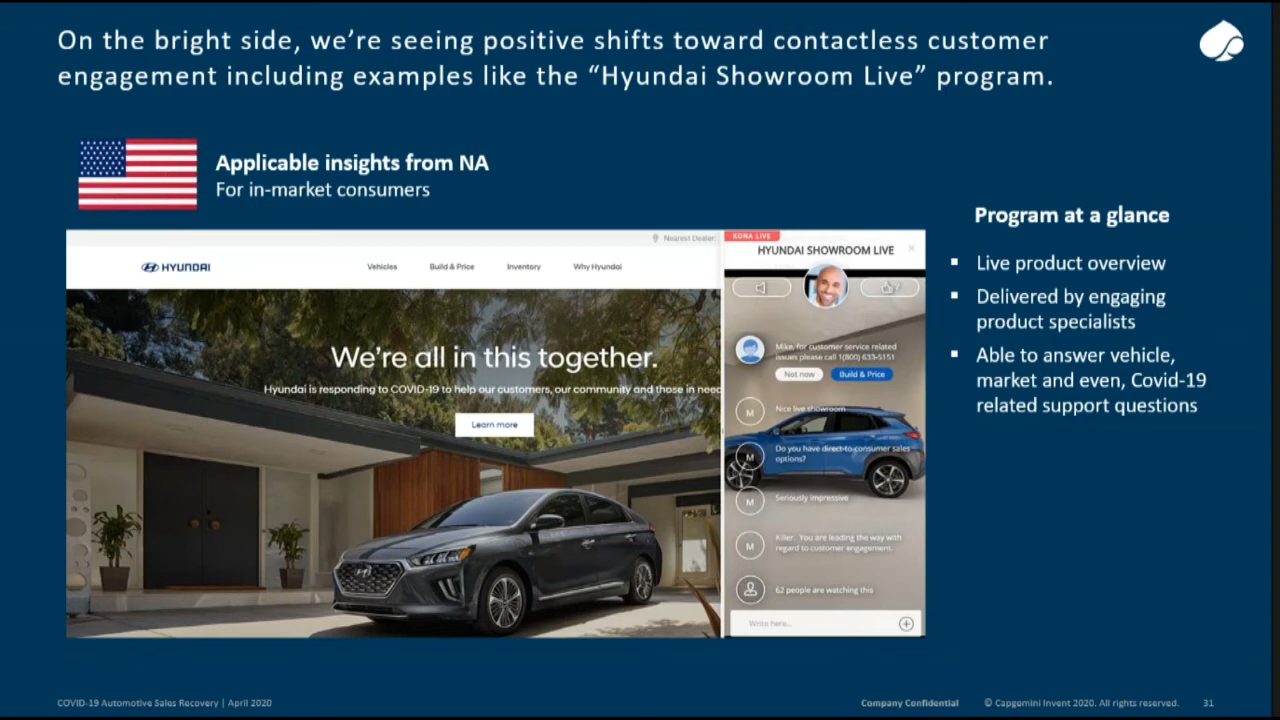 On the bright side, we're seeing positive shifts toward contactless customer
engagement including examples like the “Hyundai Showroom Live” program.
Applicable insights from NA
For in-market consumers
Nearest Dealer:
HYUNDAI
Vehicles
Build & Price
Inventory
Why Hyundai
We're all in this together.
Hyundai is responding to COVID-19 to help our customers, our community and those in need
Learn more
KONA LIVE
HYUNDAI SHOWROOM LIVE
Mike, for customer service related
issues please call 1(800) 633-5151
Not now
Build & Price
M
Nice live showroom
M
Do you have direct-to-consumer sales
options?
M
Seriously impressive
M
Killer. You are leading the way with
regard to customer engagement.
62 people are watching this
Write here...
Program at a glance
Live product overview
Delivered by engaging
product specialists
Able to answer vehicle,
market and even, Covid-19
related support questions
COVID-19 Automotive Sales Recovery | April 2020
Company Confidential
© Capgemini Invent 2020. All rights reserved.
31